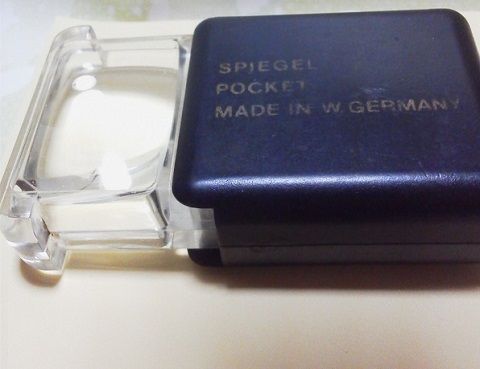 SPIEGEL
POCKET
MADE IN W. GERMANY